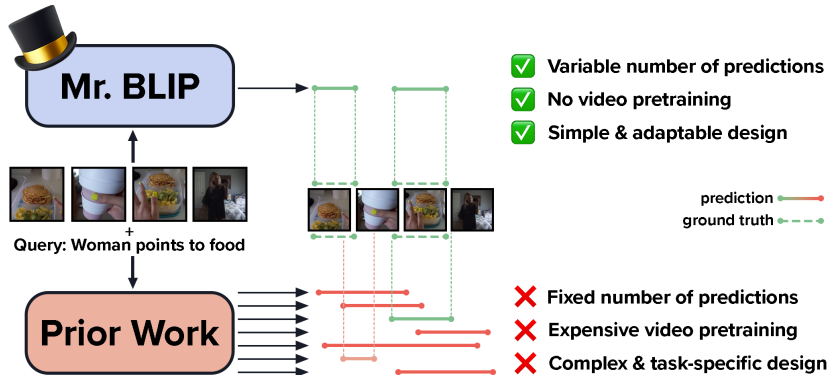 Mr. BLIP
Variable number of predictions
No video pretraining
Simple & adaptable design
+
Query: Woman points to food
prediction
ground truth
Prior Work
Fixed number of predictions
Expensive video pretraining
Complex & task-specific design